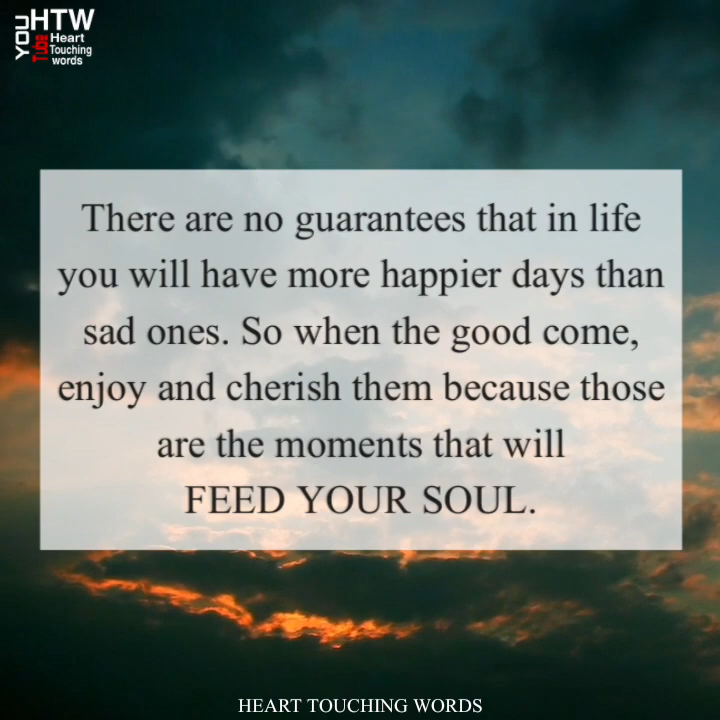 YOU HTW
Tube Heart
Touching
words
There are no guarantees that in life
you will have more happier days than
sad ones. So when the good come,
enjoy and cherish them because those
are the moments that will
FEED YOUR SOUL.
HEART TOUCHING WORDS